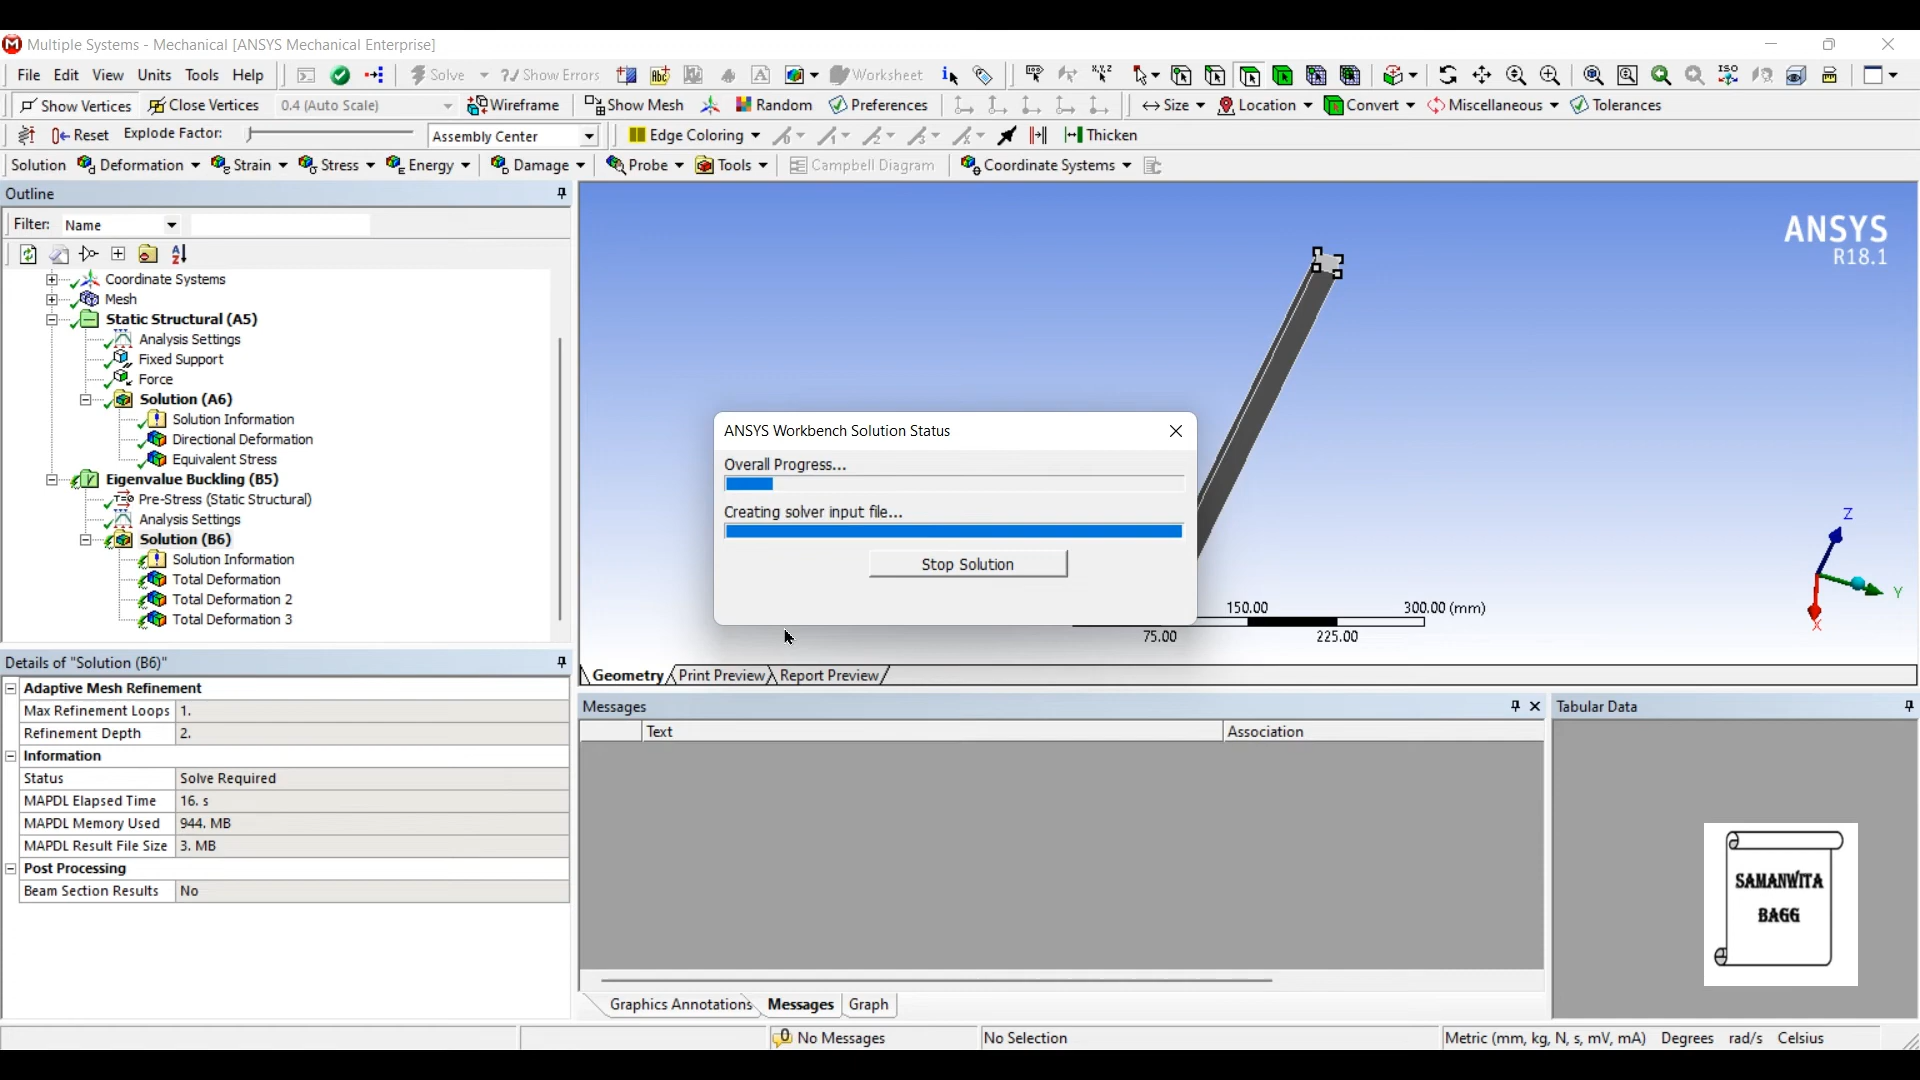 Multiple Systems - Mechanical [ANSYS Mechanical Enterprise]
File Edit View Units Tools Help Solve ?/ Show Errors Worksheet
Show Vertices Close Vertices 0.4 (Auto Scale) Wireframe Show Mesh Random Preferences Size Location Convert Miscellaneous Tolerances
Reset Explode Factor: Assembly Center Edge Coloring Thicken
Solution Deformation Strain Stress Energy Damage Probe Tools Campbell Diagram Coordinate Systems
Outline
Filter: Name
Coordinate Systems
Mesh
Static Structural (A5)
Analysis Settings
Fixed Support
Force
Solution (A6)
Solution Information
Directional Deformation
Equivalent Stress
Eigenvalue Buckling (B5)
Pre-Stress (Static Structural)
Analysis Settings
Solution (B6)
Solution Information
Total Deformation
Total Deformation 2
Total Deformation 3
Details of "Solution (B6)"
Adaptive Mesh Refinement
Max Refinement Loops 1.
Refinement Depth 2.
Information
Status Solve Required
MAPDL Elapsed Time 16. s
MAPDL Memory Used 944. MB
MAPDL Result File Size 3. MB
Post Processing
Beam Section Results No
ANSYS
R18.1
ANSYS Workbench Solution Status
Overall Progress...
Creating solver input file...
Stop Solution
150.00 300.00 (mm)
75.00 225.00
Z
Y
X
Geometry Print Preview Report Preview
Messages
Text Association
Tabular Data
SAMANWITA
BAGG
Graphics Annotations Messages Graph
No Messages No Selection Metric (mm, kg, N, s, mV, mA) Degrees rad/s Celsius